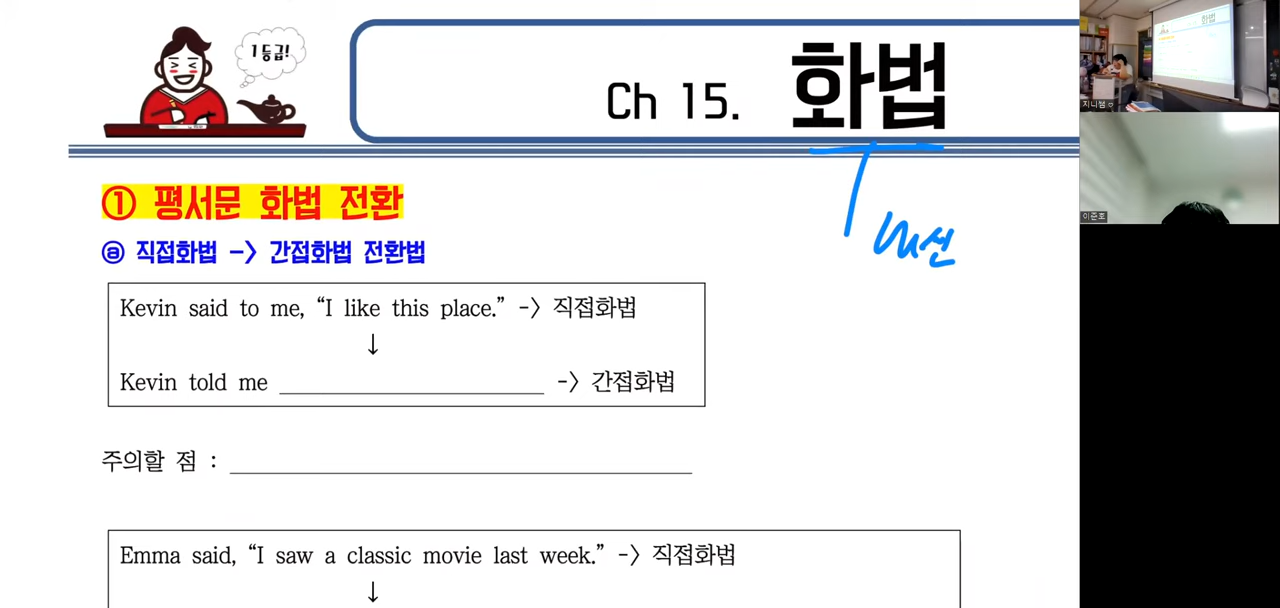 1등급!
Ch 15. 화법
① 평서문 화법 전환
ⓐ 직접화법 -> 간접화법 전환법
Kevin said to me, “I like this place.” -> 직접화법
↓
Kevin told me ____________________ -> 간접화법
주의할 점 : ____________________
Emma said, “I saw a classic movie last week.” -> 직접화법
↓
지니쌤
이준호